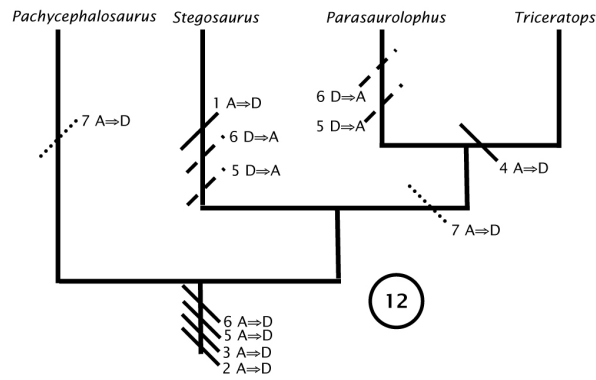 Pachycephalosaurus Stegosaurus Parasaurolophus Triceratops
6 D⇒A
1 A⇒D
7 A⇒D
5 D⇒A
6 D⇒A
5 D⇒A
4 A⇒D
7 A⇒D
12
6 A⇒D
5 A⇒D
3 A⇒D
2 A⇒D